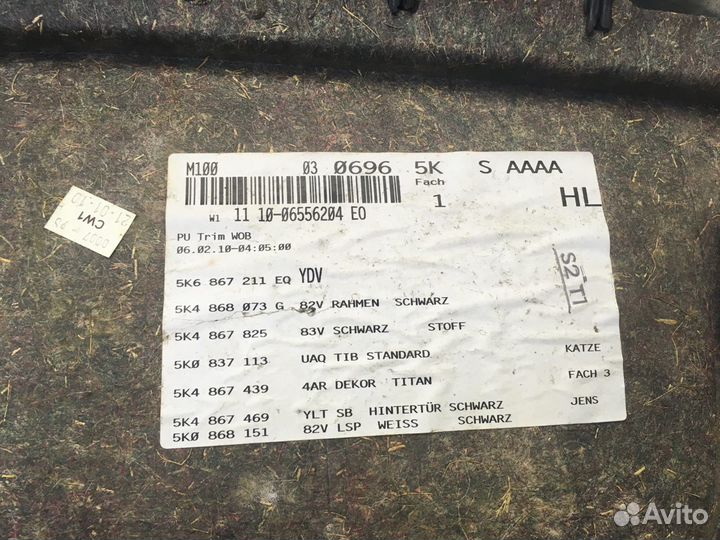 M100 03 0696 5K S AAAA
Fach
1 HL
W1 11 10-06556204 EO
PU Trim WOB
06.02.10-04:05:00
5K6 867 211 EQ YDV
5K4 868 073 G 82V RAHMEN SCHWARZ
5K4 867 825 83V SCHWARZ STOFF
5K0 837 113 UAQ TIB STANDARD KATZE
5K4 867 439 4AR DEKOR TITAN FACH 3
JENS
5K4 867 469 YLT SB HINTERTÜR SCHWARZ
5K0 868 151 82V LSP WEISS SCHWARZ
S2T1
CW1
Avito